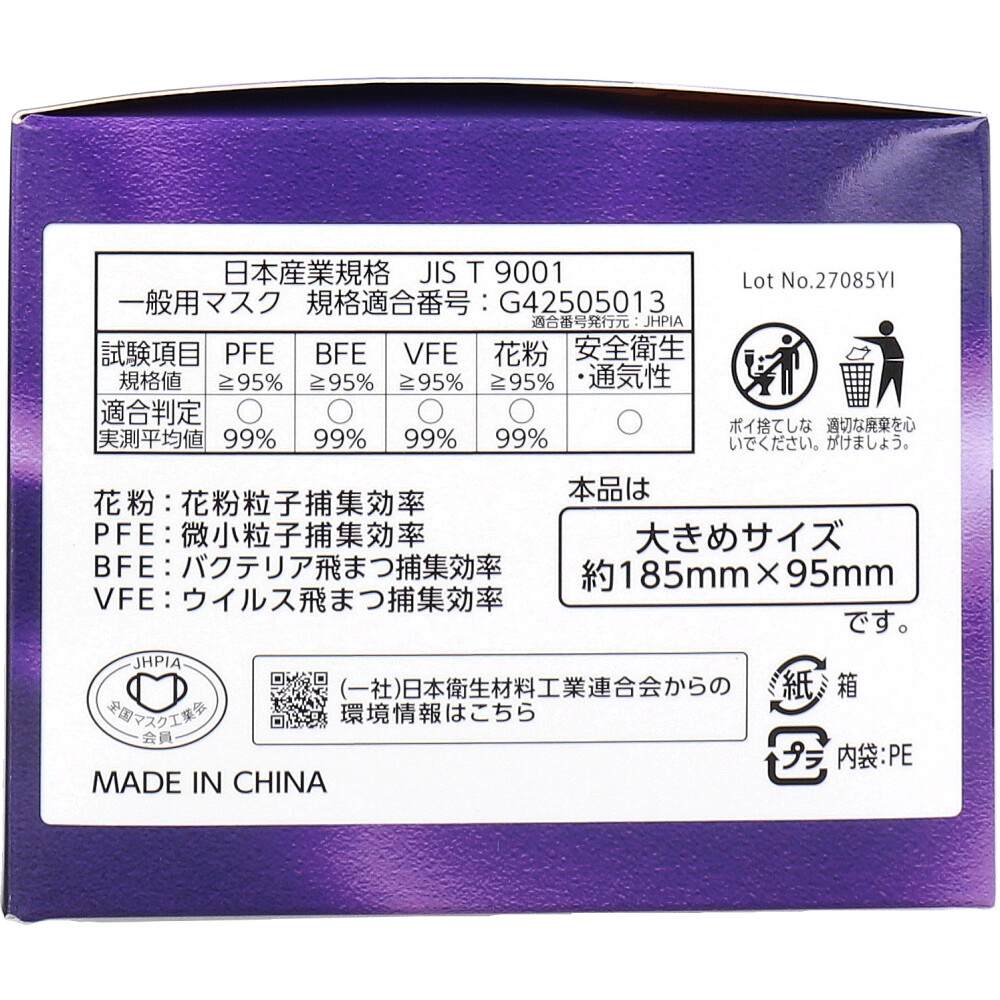 日本産業規格 JIS T 9001
一般用マスク 規格適合番号:G42505013
適合番号発行元:JHPIA
試験項目 PFE BFE VFE 花粉 安全衛生
規格値 ≧95% ≧95% ≧95% ≧95% ・通気性
適合判定 ○ ○ ○ ○ ○
実測平均値 99% 99% 99% 99%
Lot No.27085YI
ポイ捨てしな
いでください。
適切な廃棄を心
がけましょう。
花粉:花粉粒子捕集効率
PFE:微小粒子捕集効率
BFE:バクテリア飛まつ捕集効率
VFE:ウイルス飛まつ捕集効率
本品は
大きめサイズ
約185mm×95mm
です。
JHPIA
全国マスク工業会
会員
(一社)日本衛生材料工業連合会からの
環境情報はこちら
紙 箱
プラ 内袋:PE
MADE IN CHINA